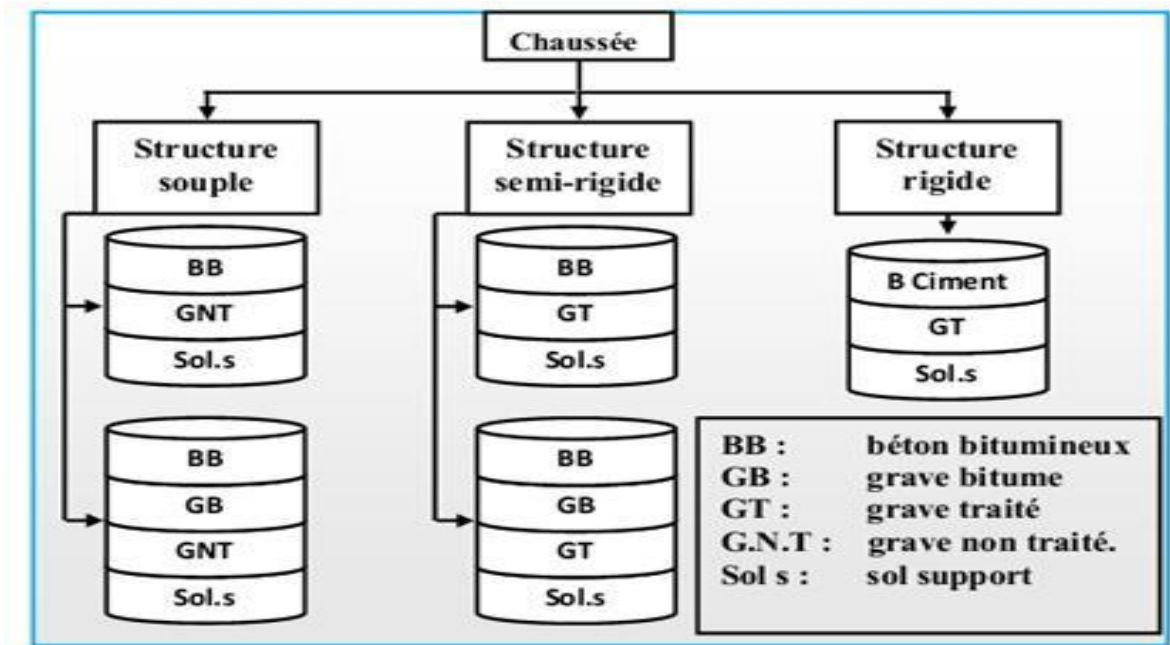 Chaussée
Structure
souple
Structure
semi-rigide
Structure
rigide
BB
GNT
Sol.s
BB
GB
GNT
Sol.s
BB
GT
Sol.s
BB
GB
GT
Sol.s
B Ciment
GT
Sol.s
BB : béton bitumineux
GB : grave bitume
GT : grave traité
G.N.T : grave non traité.
Sol s : sol support